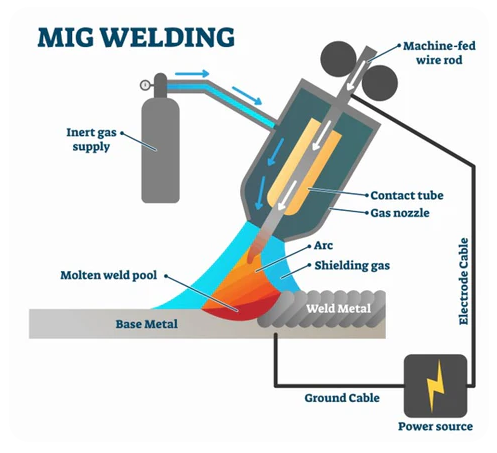 MIG WELDING
Machine-fed
wire rod
Inert gas
supply
Contact tube
Gas nozzle
Arc
Shielding gas
Molten weld pool
Weld Metal
Base Metal
Electrode Cable
Ground Cable
Power source